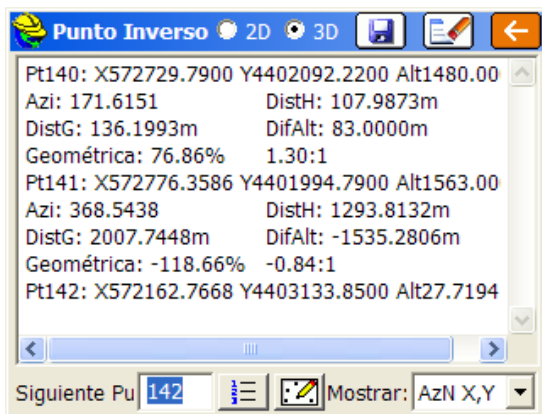 Punto Inverso 2D 3D
Pt140: X572729.7900 Y4402092.2200 Alt1480.00
Azi: 171.6151 DistH: 107.9873m
DistG: 136.1993m DifAlt: 83.0000m
Geométrica: 76.86% 1.30:1
Pt141: X572776.3586 Y4401994.7900 Alt1563.00
Azi: 368.5438 DistH: 1293.8132m
DistG: 2007.7448m DifAlt: -1535.2806m
Geométrica: -118.66% -0.84:1
Pt142: X572162.7668 Y4403133.8500 Alt27.7194
Siguiente Pu 142 Mostrar: AzN X,Y